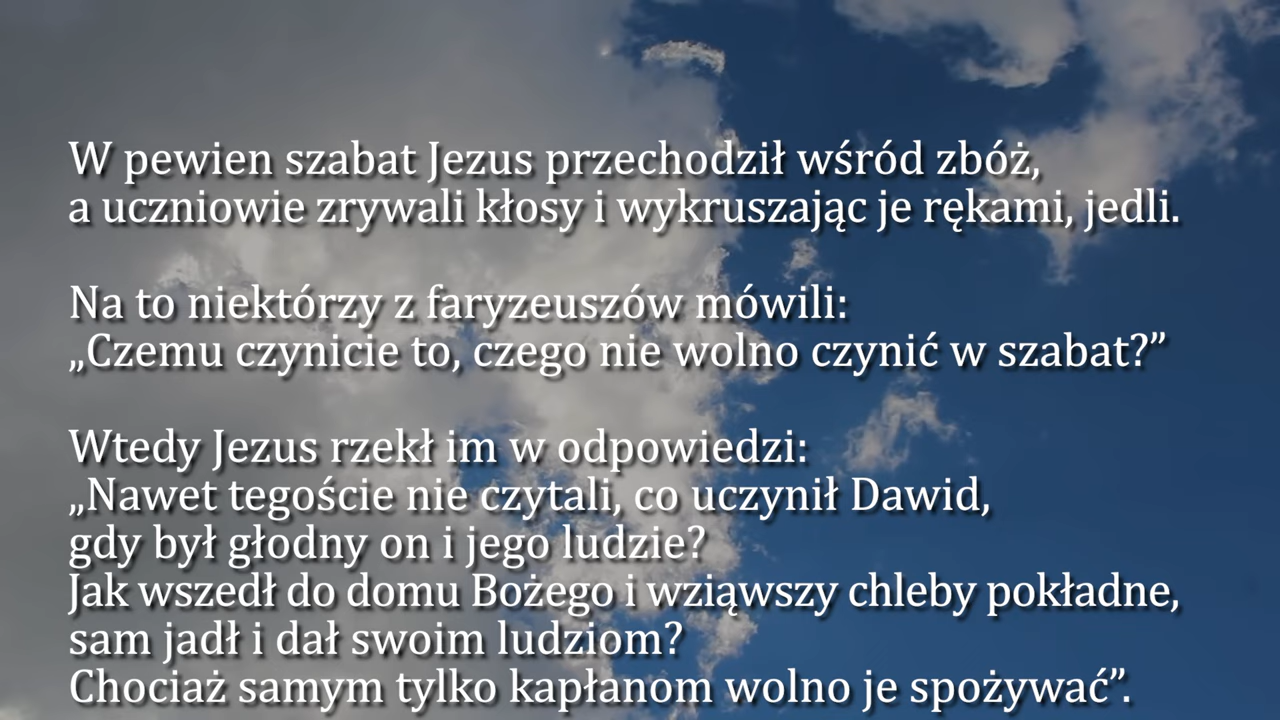 W pewien szabat Jezus przechodził wśród zbóż,
a uczniowie zrywali kłosy i wykruszając je rękami, jedli.
Na to niektórzy z faryzeuszów mówili:
„Czemu czynicie to, czego nie wolno czynić w szabat?”
Wtedy Jezus rzekł im w odpowiedzi:
„Nawet tegoście nie czytali, co uczynił Dawid,
gdy był głodny on i jego ludzie?
Jak wszedł do domu Bożego i wziąwszy chleby pokładne,
sam jadł i dał swoim ludziom?
Chociaż samym tylko kapłanom wolno je spożywać”.